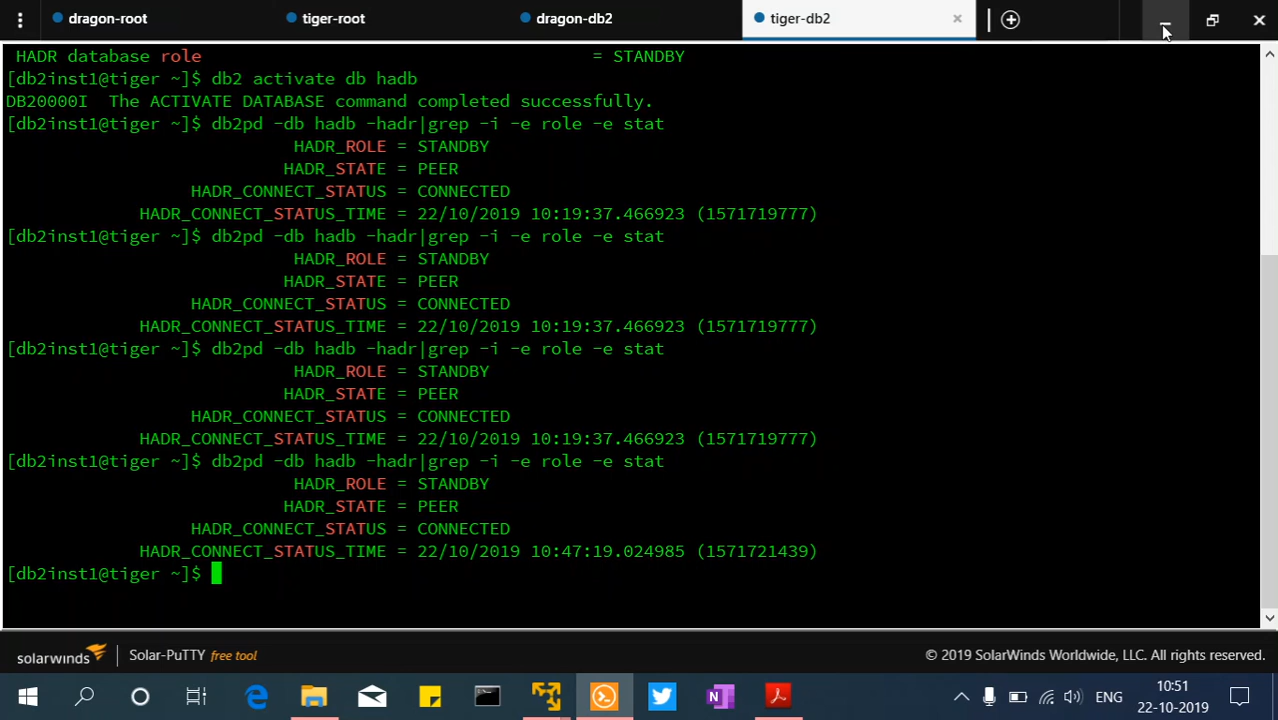 dragon-root
tiger-root
dragon-db2
tiger-db2
HADR database role = STANDBY
[db2inst1@tiger ~]$ db2 activate db hadb
DB20000I  The ACTIVATE DATABASE command completed successfully.
[db2inst1@tiger ~]$ db2pd -db hadb -hadr|grep -i -e role -e stat
HADR_ROLE = STANDBY
HADR_STATE = PEER
HADR_CONNECT_STATUS = CONNECTED
HADR_CONNECT_STATUS_TIME = 22/10/2019 10:19:37.466923 (1571719777)
[db2inst1@tiger ~]$ db2pd -db hadb -hadr|grep -i -e role -e stat
HADR_ROLE = STANDBY
HADR_STATE = PEER
HADR_CONNECT_STATUS = CONNECTED
HADR_CONNECT_STATUS_TIME = 22/10/2019 10:19:37.466923 (1571719777)
[db2inst1@tiger ~]$ db2pd -db hadb -hadr|grep -i -e role -e stat
HADR_ROLE = STANDBY
HADR_STATE = PEER
HADR_CONNECT_STATUS = CONNECTED
HADR_CONNECT_STATUS_TIME = 22/10/2019 10:19:37.466923 (1571719777)
[db2inst1@tiger ~]$ db2pd -db hadb -hadr|grep -i -e role -e stat
HADR_ROLE = STANDBY
HADR_STATE = PEER
HADR_CONNECT_STATUS = CONNECTED
HADR_CONNECT_STATUS_TIME = 22/10/2019 10:47:19.024985 (1571721439)
[db2inst1@tiger ~]$
solarwinds
Solar-PuTTY free tool
© 2019 SolarWinds Worldwide, LLC. All rights reserved.
ENG
10:51
22-10-2019